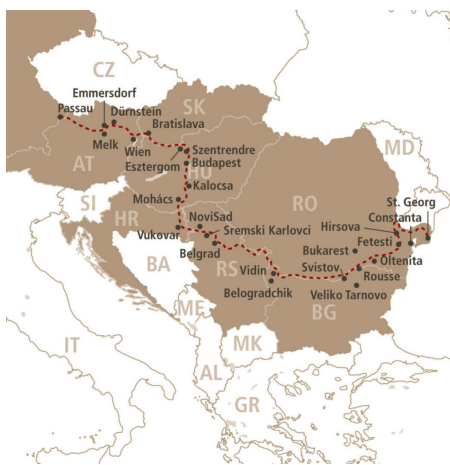 CZ
Emmersdorf
Passau
Dürnstein
SK
Bratislava
AT
Melk
Wien
Esztergom
Szentrendre
Budapest
HU
Kalocsa
MD
SI
Mohács
HR
Vukovar
NoviSad
Sremski Karlovci
Belgrad
RO
St. Georg
Constanta
Hirsova
Fetesti
Bukarest
Oltenita
BA
RS
Vidin
Svistov
Rousse
Belogradchik
Veliko Tarnovo
BG
ME
IT
MK
AL
GR